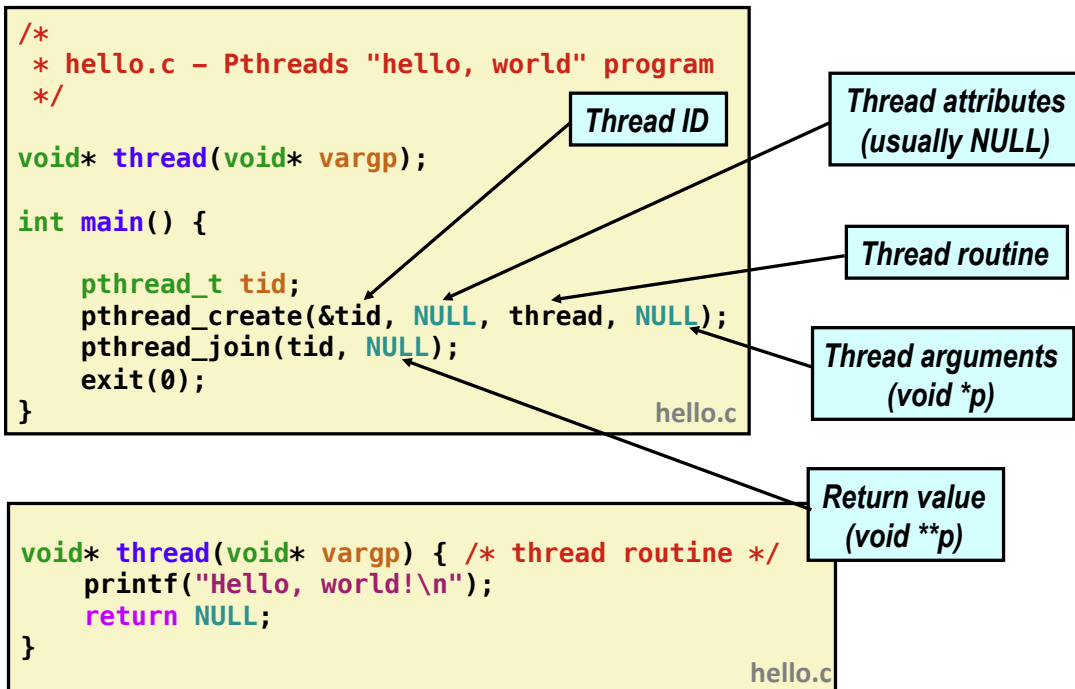 /*
 * hello.c – Pthreads "hello, world" program
 */
void* thread(void* vargp);
int main() {
    pthread_t tid;
    pthread_create(&tid, NULL, thread, NULL);
    pthread_join(tid, NULL);
    exit(0);
}
hello.c
Thread ID
Thread attributes
(usually NULL)
Thread routine
Thread arguments
(void *p)
Return value
(void **p)
void* thread(void* vargp) { /* thread routine */
    printf("Hello, world!\n");
    return NULL;
}
hello.c